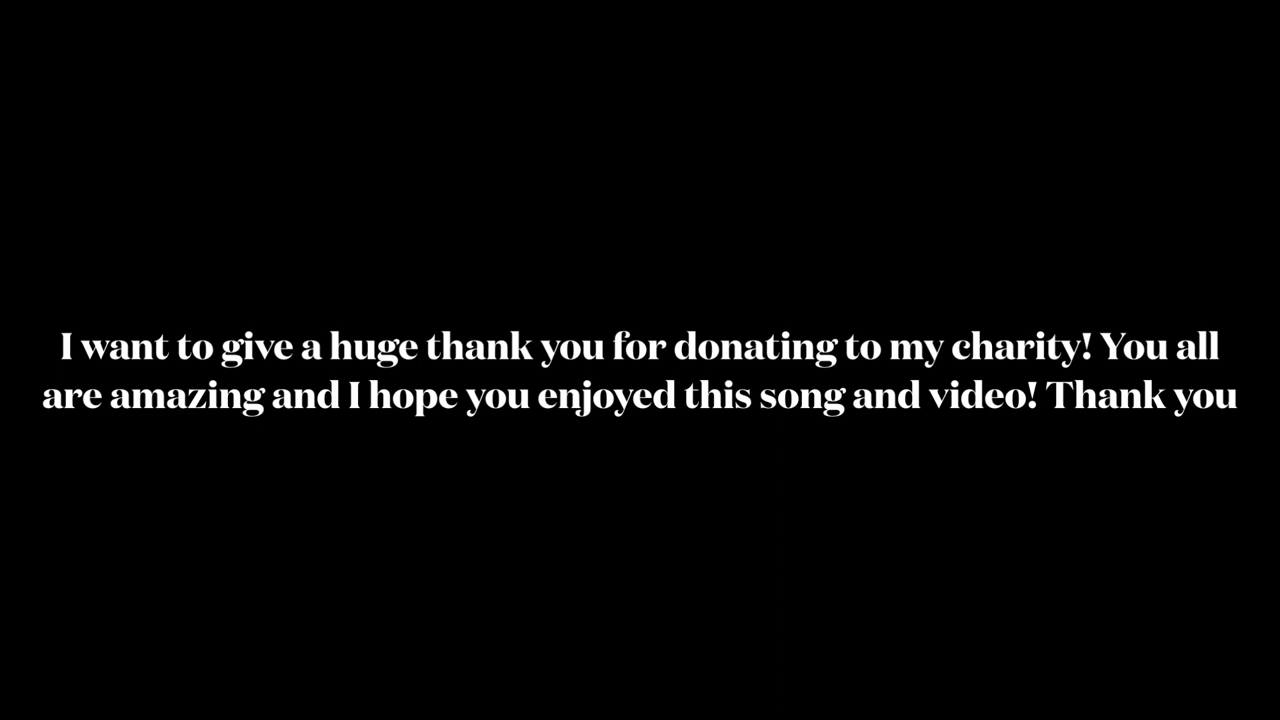 I want to give a huge thank you for donating to my charity! You all
are amazing and I hope you enjoyed this song and video! Thank you